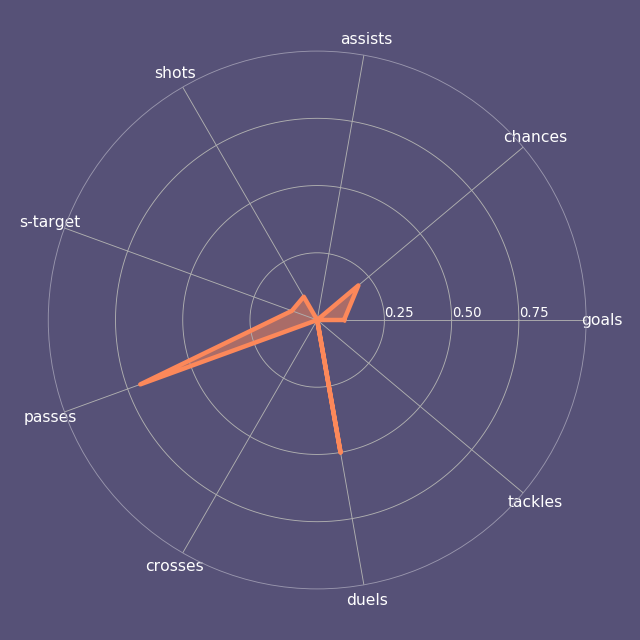 assists
shots
chances
s-target
0.25
0.50
0.75
goals
passes
tackles
crosses
duels